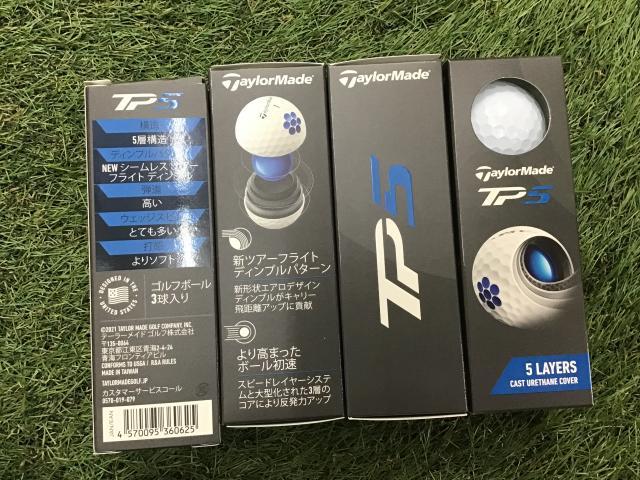 TP5
構造
5層構造
ディンプルパターン
NEW シームレス
フライト ディンプル
弾道
高い
ウェッジスピン
とても多い
打感
よりソフト
DESIGNED IN THE
UNITED STATES
ゴルフボール
3球入り
©2021 TAYLOR MADE GOLF COMPANY, INC.
テーラーメイド ゴルフ株式会社
〒135-0064
東京都江東区青海2-4-24
青海フロンティアビル
CONFORMS TO USGA / R&A RULES
MADE IN TAIWAN
TAYLORMADEGOLF.JP
カスタマーサービスコール
0570-019-079
JAN/EAN
4 570095 360625
TaylorMade
新ツアーフライト
ディンプルパターン
新形状エアロデザイン
ディンプルがキャリー
飛距離アップに貢献
より高まった
ボール初速
スピードレイヤーシステム
と大型化された3層の
コアにより反発力アップ
TaylorMade
TP5
TaylorMade
TP5
5 LAYERS
CAST URETHANE COVER